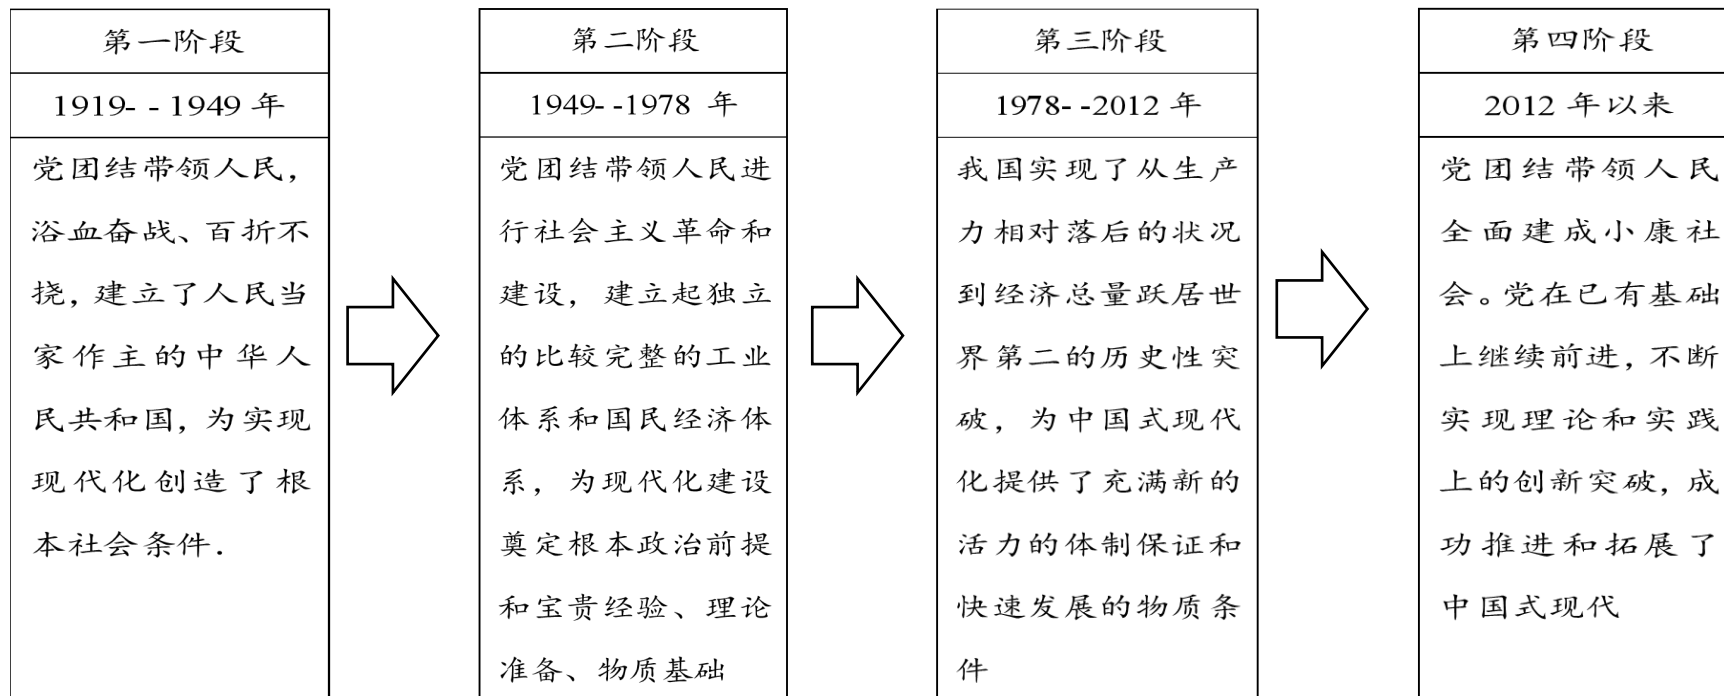 第一阶段
1919- - 1949 年
党团结带领人民，
浴血奋战、百折不
挠，建立了人民当
家作主的中华人
民共和国，为实现
现代化创造了根
本社会条件.
第二阶段
1949- -1978 年
党团结带领人民进
行社会主义革命和
建设，建立起独立
的比较完整的工业
体系和国民经济体
系，为现代化建设
奠定根本政治前提
和宝贵经验、理论
准备、物质基础
第三阶段
1978- -2012 年
我国实现了从生产
力相对落后的状况
到经济总量跃居世
界第二的历史性突
破，为中国式现代
化提供了充满新的
活力的体制保证和
快速发展的物质条
件
第四阶段
2012 年以来
党团结带领人民
全面建成小康社
会。党在已有基础
上继续前进，不断
实现理论和实践
上的创新突破，成
功推进和拓展了
中国式现代